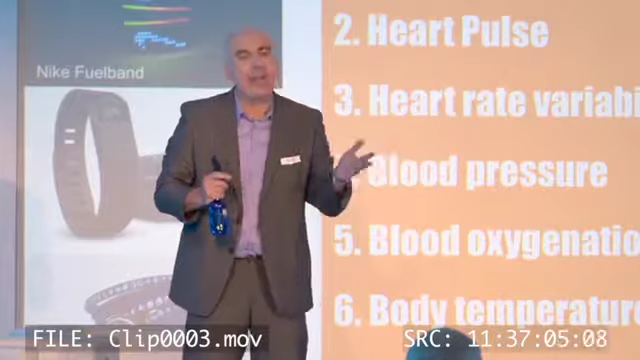 2. Heart Pulse
Nike Fuelband
3. Heart rate variabi
Blood pressure
5. Blood oxygenatio
6. Body temperature
FILE: Clip0003.mov
SRC: 11:37:05:08